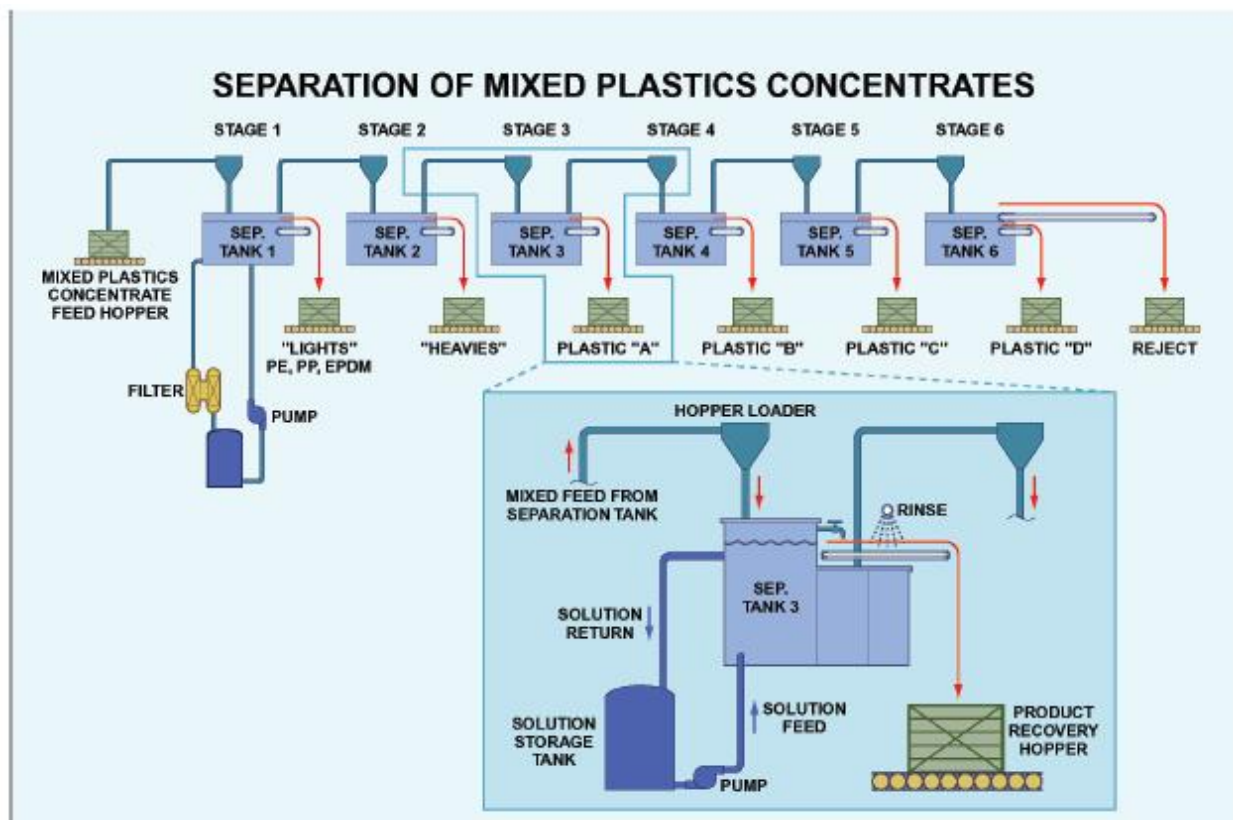 SEPARATION OF MIXED PLASTICS CONCENTRATES
STAGE 1
STAGE 2
STAGE 3
STAGE 4
STAGE 5
STAGE 6
SEP.
TANK 1
SEP.
TANK 2
SEP.
TANK 3
SEP.
TANK 4
SEP.
TANK 5
SEP.
TANK 6
MIXED PLASTICS
CONCENTRATE
FEED HOPPER
"LIGHTS"
PE, PP, EPDM
"HEAVIES"
PLASTIC "A"
PLASTIC "B"
PLASTIC "C"
PLASTIC "D"
REJECT
FILTER
PUMP
HOPPER LOADER
MIXED FEED FROM
SEPARATION TANK
RINSE
SEP.
TANK 3
SOLUTION
RETURN
SOLUTION
STORAGE
TANK
SOLUTION
FEED
PUMP
PRODUCT
RECOVERY
HOPPER